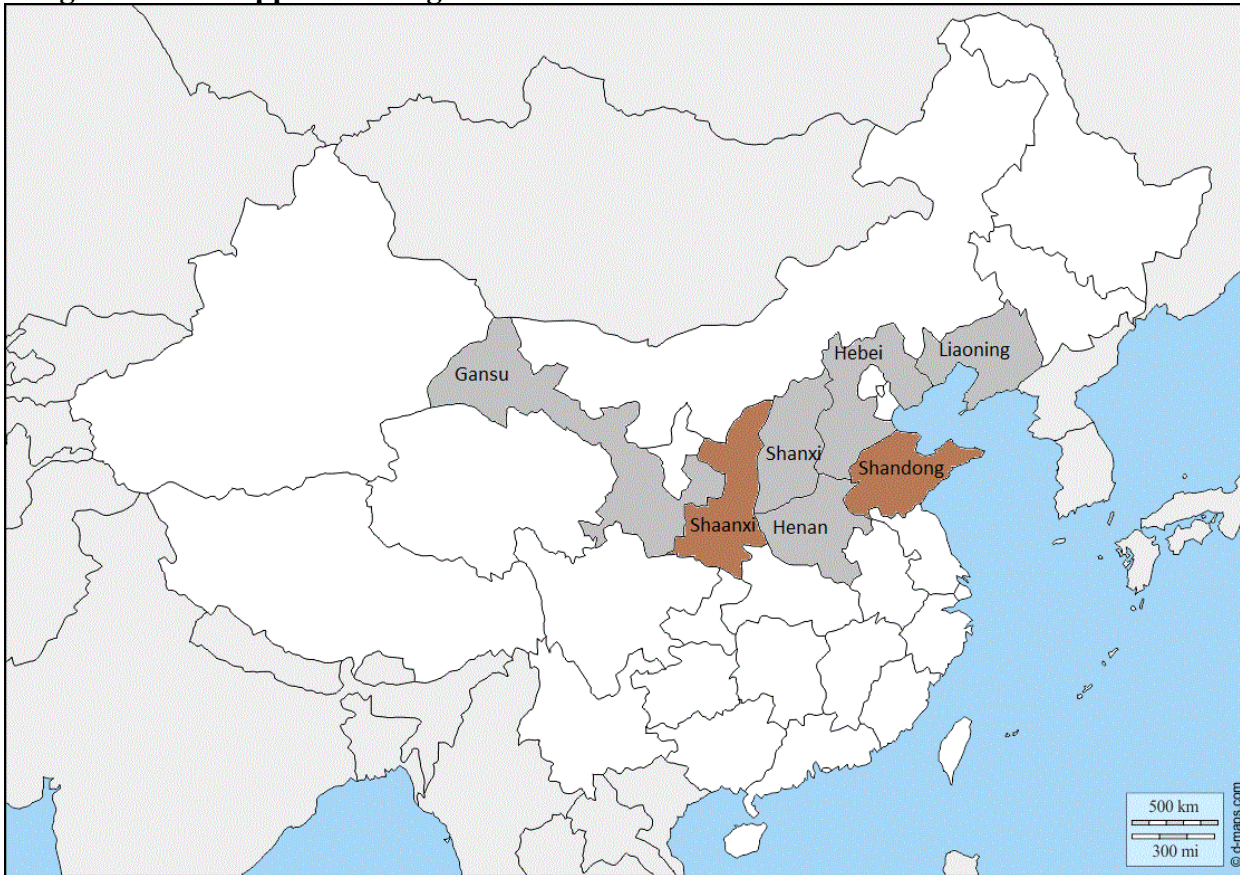 Hebei
Liaoning
Gansu
Shanxi
Shandong
Shaanxi
Henan
500 km
300 mi
© d-maps.com